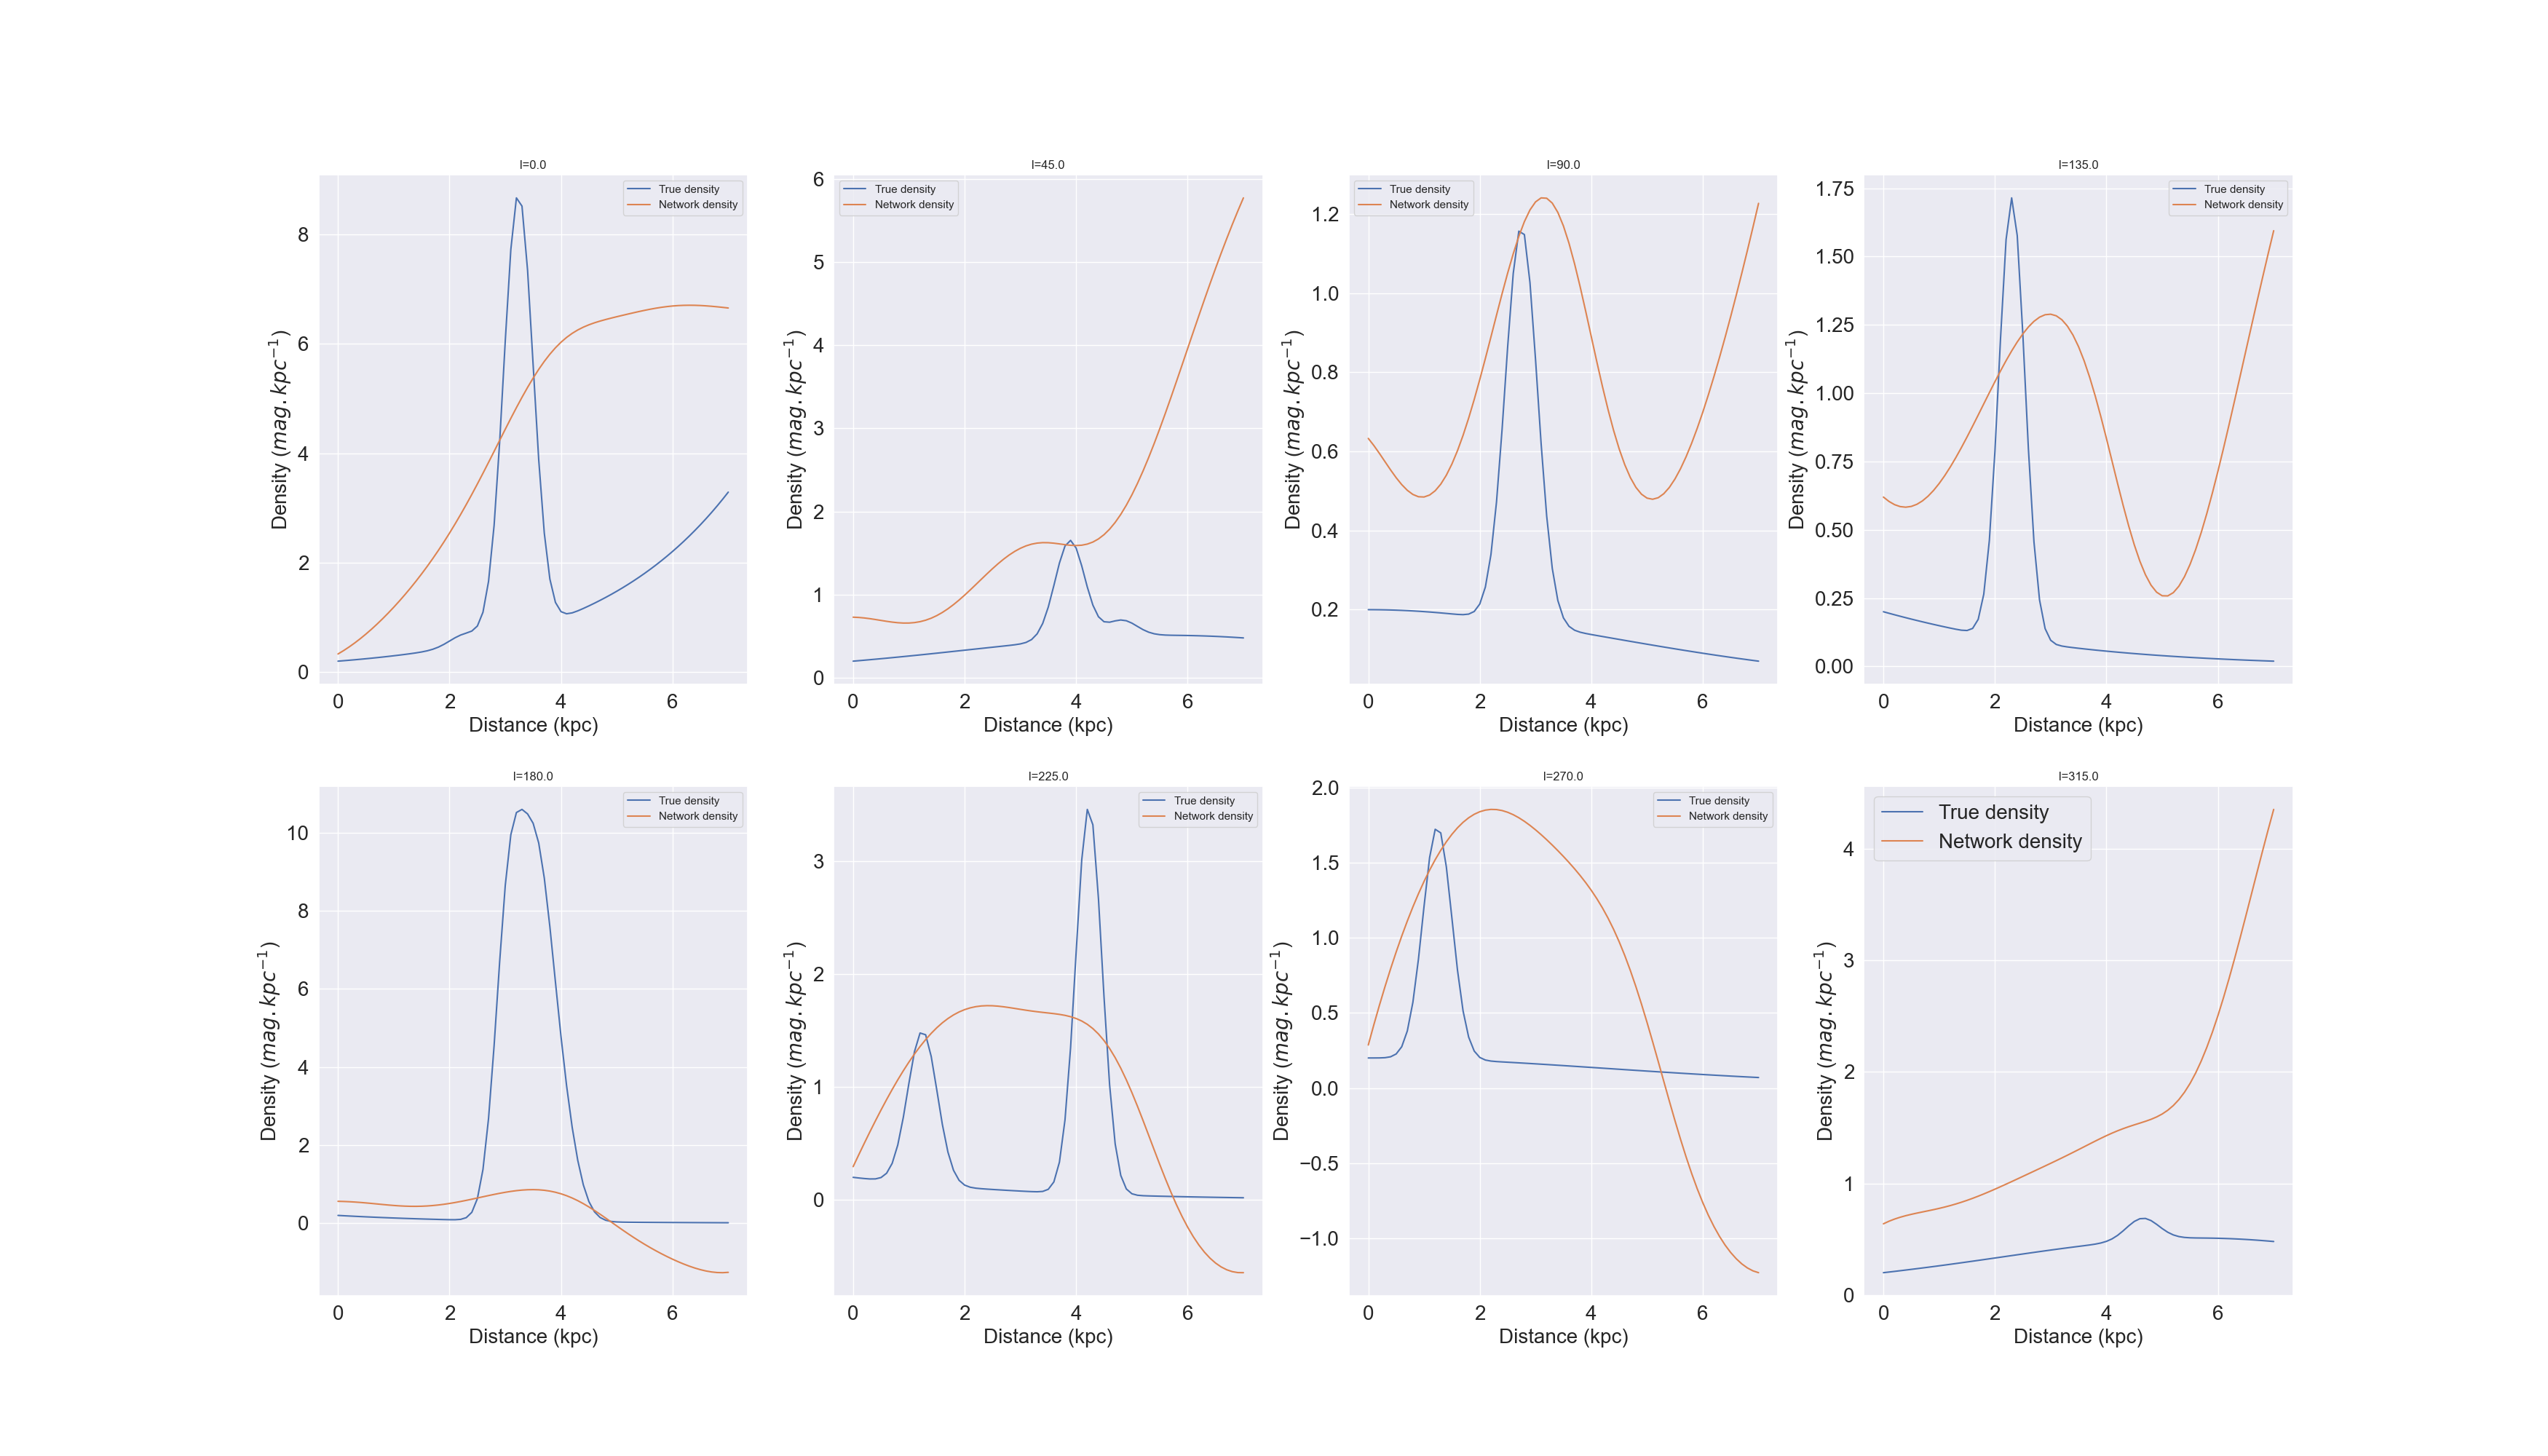 l=0.0
True density
Network density
8
6
4
2
0
Density (mag.kpc⁻¹)
0 2 4 6
Distance (kpc)
l=45.0
True density
Network density
6
5
4
3
2
1
0
Density (mag.kpc⁻¹)
0 2 4 6
Distance (kpc)
l=90.0
True density
Network density
1.2
1.0
0.8
0.6
0.4
0.2
Density (mag.kpc⁻¹)
0 2 4 6
Distance (kpc)
l=135.0
True density
Network density
1.75
1.50
1.25
1.00
0.75
0.50
0.25
0.00
Density (mag.kpc⁻¹)
0 2 4 6
Distance (kpc)
l=180.0
True density
Network density
10
8
6
4
2
0
Density (mag.kpc⁻¹)
0 2 4 6
Distance (kpc)
l=225.0
True density
Network density
3
2
1
0
Density (mag.kpc⁻¹)
0 2 4 6
Distance (kpc)
l=270.0
True density
Network density
2.0
1.5
1.0
0.5
0.0
−0.5
−1.0
Density (mag.kpc⁻¹)
0 2 4 6
Distance (kpc)
l=315.0
True density
Network density
4
3
2
1
0
Density (mag.kpc⁻¹)
0 2 4 6
Distance (kpc)